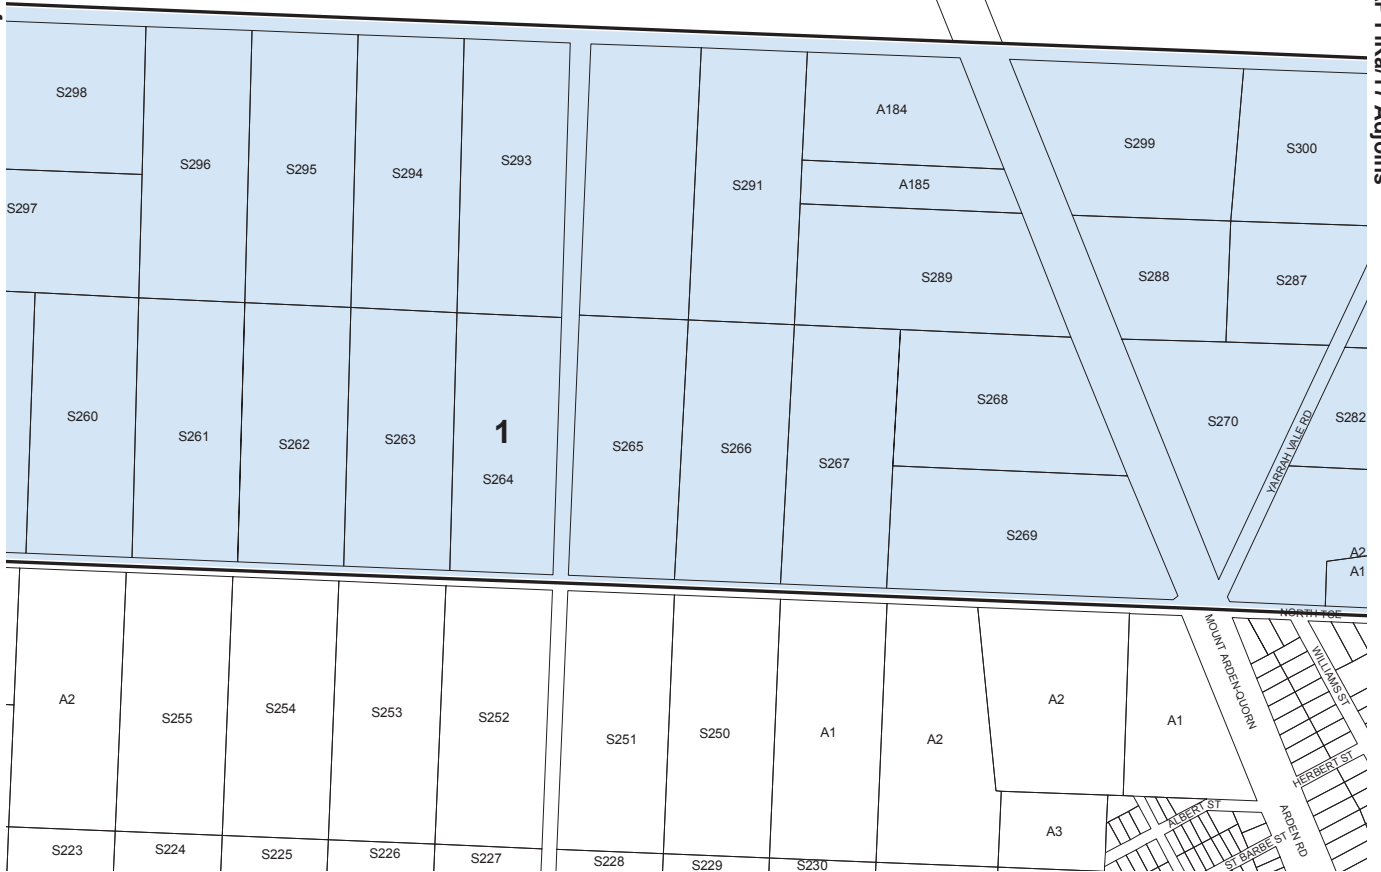 S298
A184
S299
S300
S296
S295
S294
S293
S291
A185
S297
S289
S288
S287
S260
S261
S262
S263
1
S264
S265
S266
S267
S268
S269
S270
YARRAH VALE RD
S282
A2
A1
NORTH TCE
MOUNT ARDEN-QUORN
WILLIAMS ST
A2
S255
S254
S253
S252
S251
S250
A1
A2
A2
A1
HERBERT ST
ALBERT ST
ARDEN RD
ST BARBE ST
A3
S223
S224
S225
S226
S227
S228
S229
S230
Adjoins